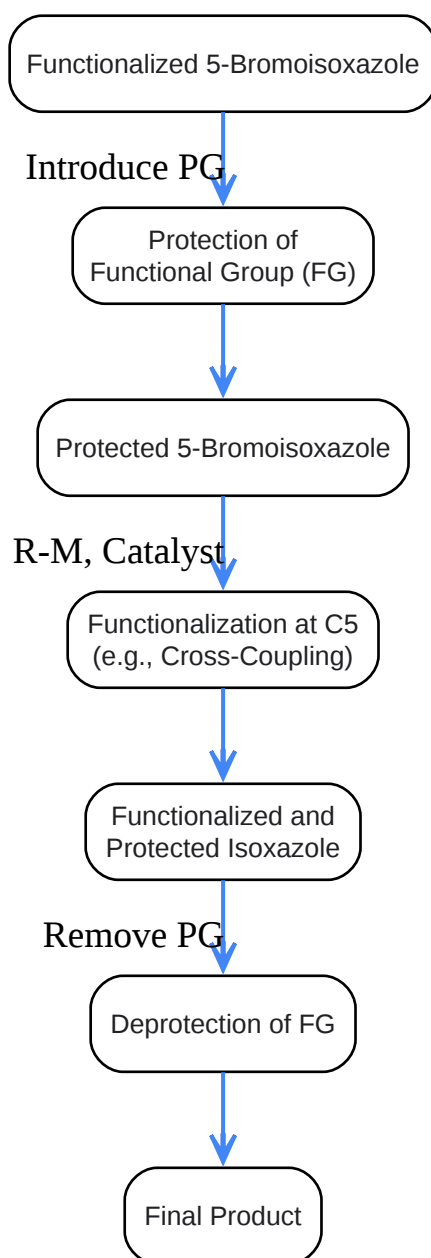 Functionalized 5-Bromoisoxazole
Introduce PG
Protection of
Functional Group (FG)
Protected 5-Bromoisoxazole
R-M, Catalyst
Functionalization at C5
(e.g., Cross-Coupling)
Functionalized and
Protected Isoxazole
Remove PG
Deprotection of FG
Final Product